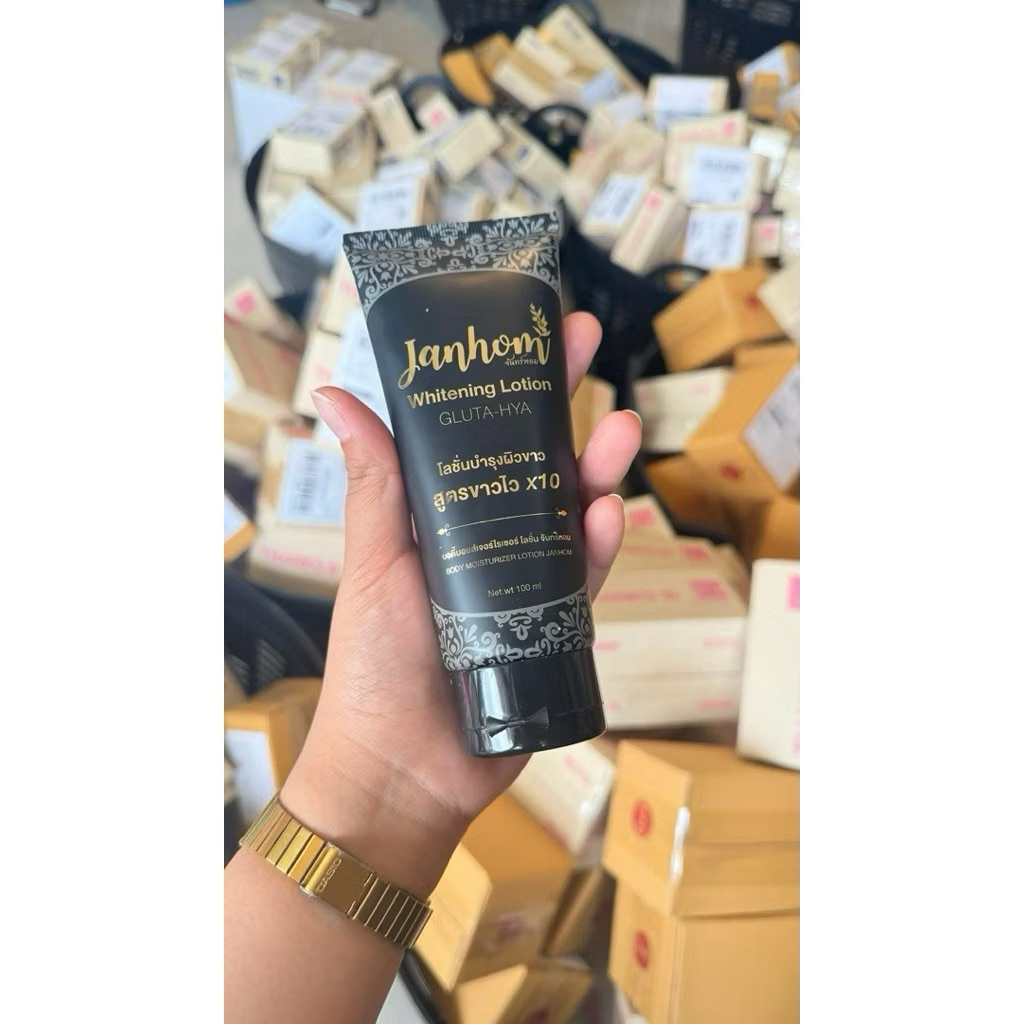 Janhom
จันทร์หอม
Whitening Lotion
GLUTA-HYA
โลชั่นบำรุงผิวขาว
สูตรขาวไว x10
บอดี้มอยส์เจอร์ไรเซอร์ โลชั่น จันทร์หอม
BODY MOISTURIZER LOTION JANHOM
Net.wt 100 ml
CASIO